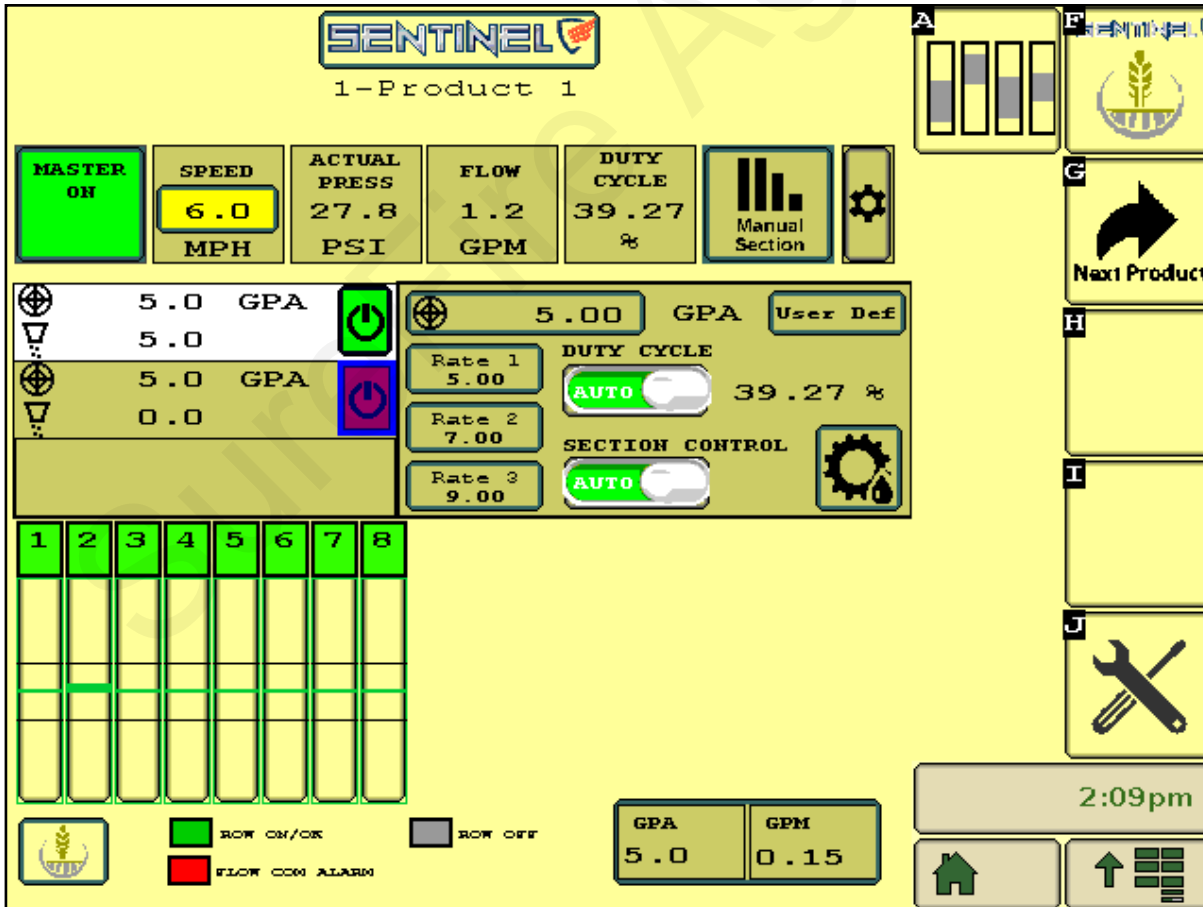 SENTINEL
1-Product 1
MASTER ON
SPEED
6.0
MPH
ACTUAL PRESS
27.8
PSI
FLOW
1.2
GPM
DUTY CYCLE
39.27
%
Manual Section
5.0 GPA
5.0
5.0 GPA
0.0
5.00 GPA
User Def
Rate 1
5.00
Rate 2
7.00
Rate 3
9.00
DUTY CYCLE
AUTO
39.27 %
SECTION CONTROL
AUTO
1 2 3 4 5 6 7 8
ROW ON/OK
ROW OFF
FLOW COM ALARM
GPA
5.0
GPM
0.15
A
F
SENTINEL
G
Next Product
H
I
J
2:09pm
SureFire A